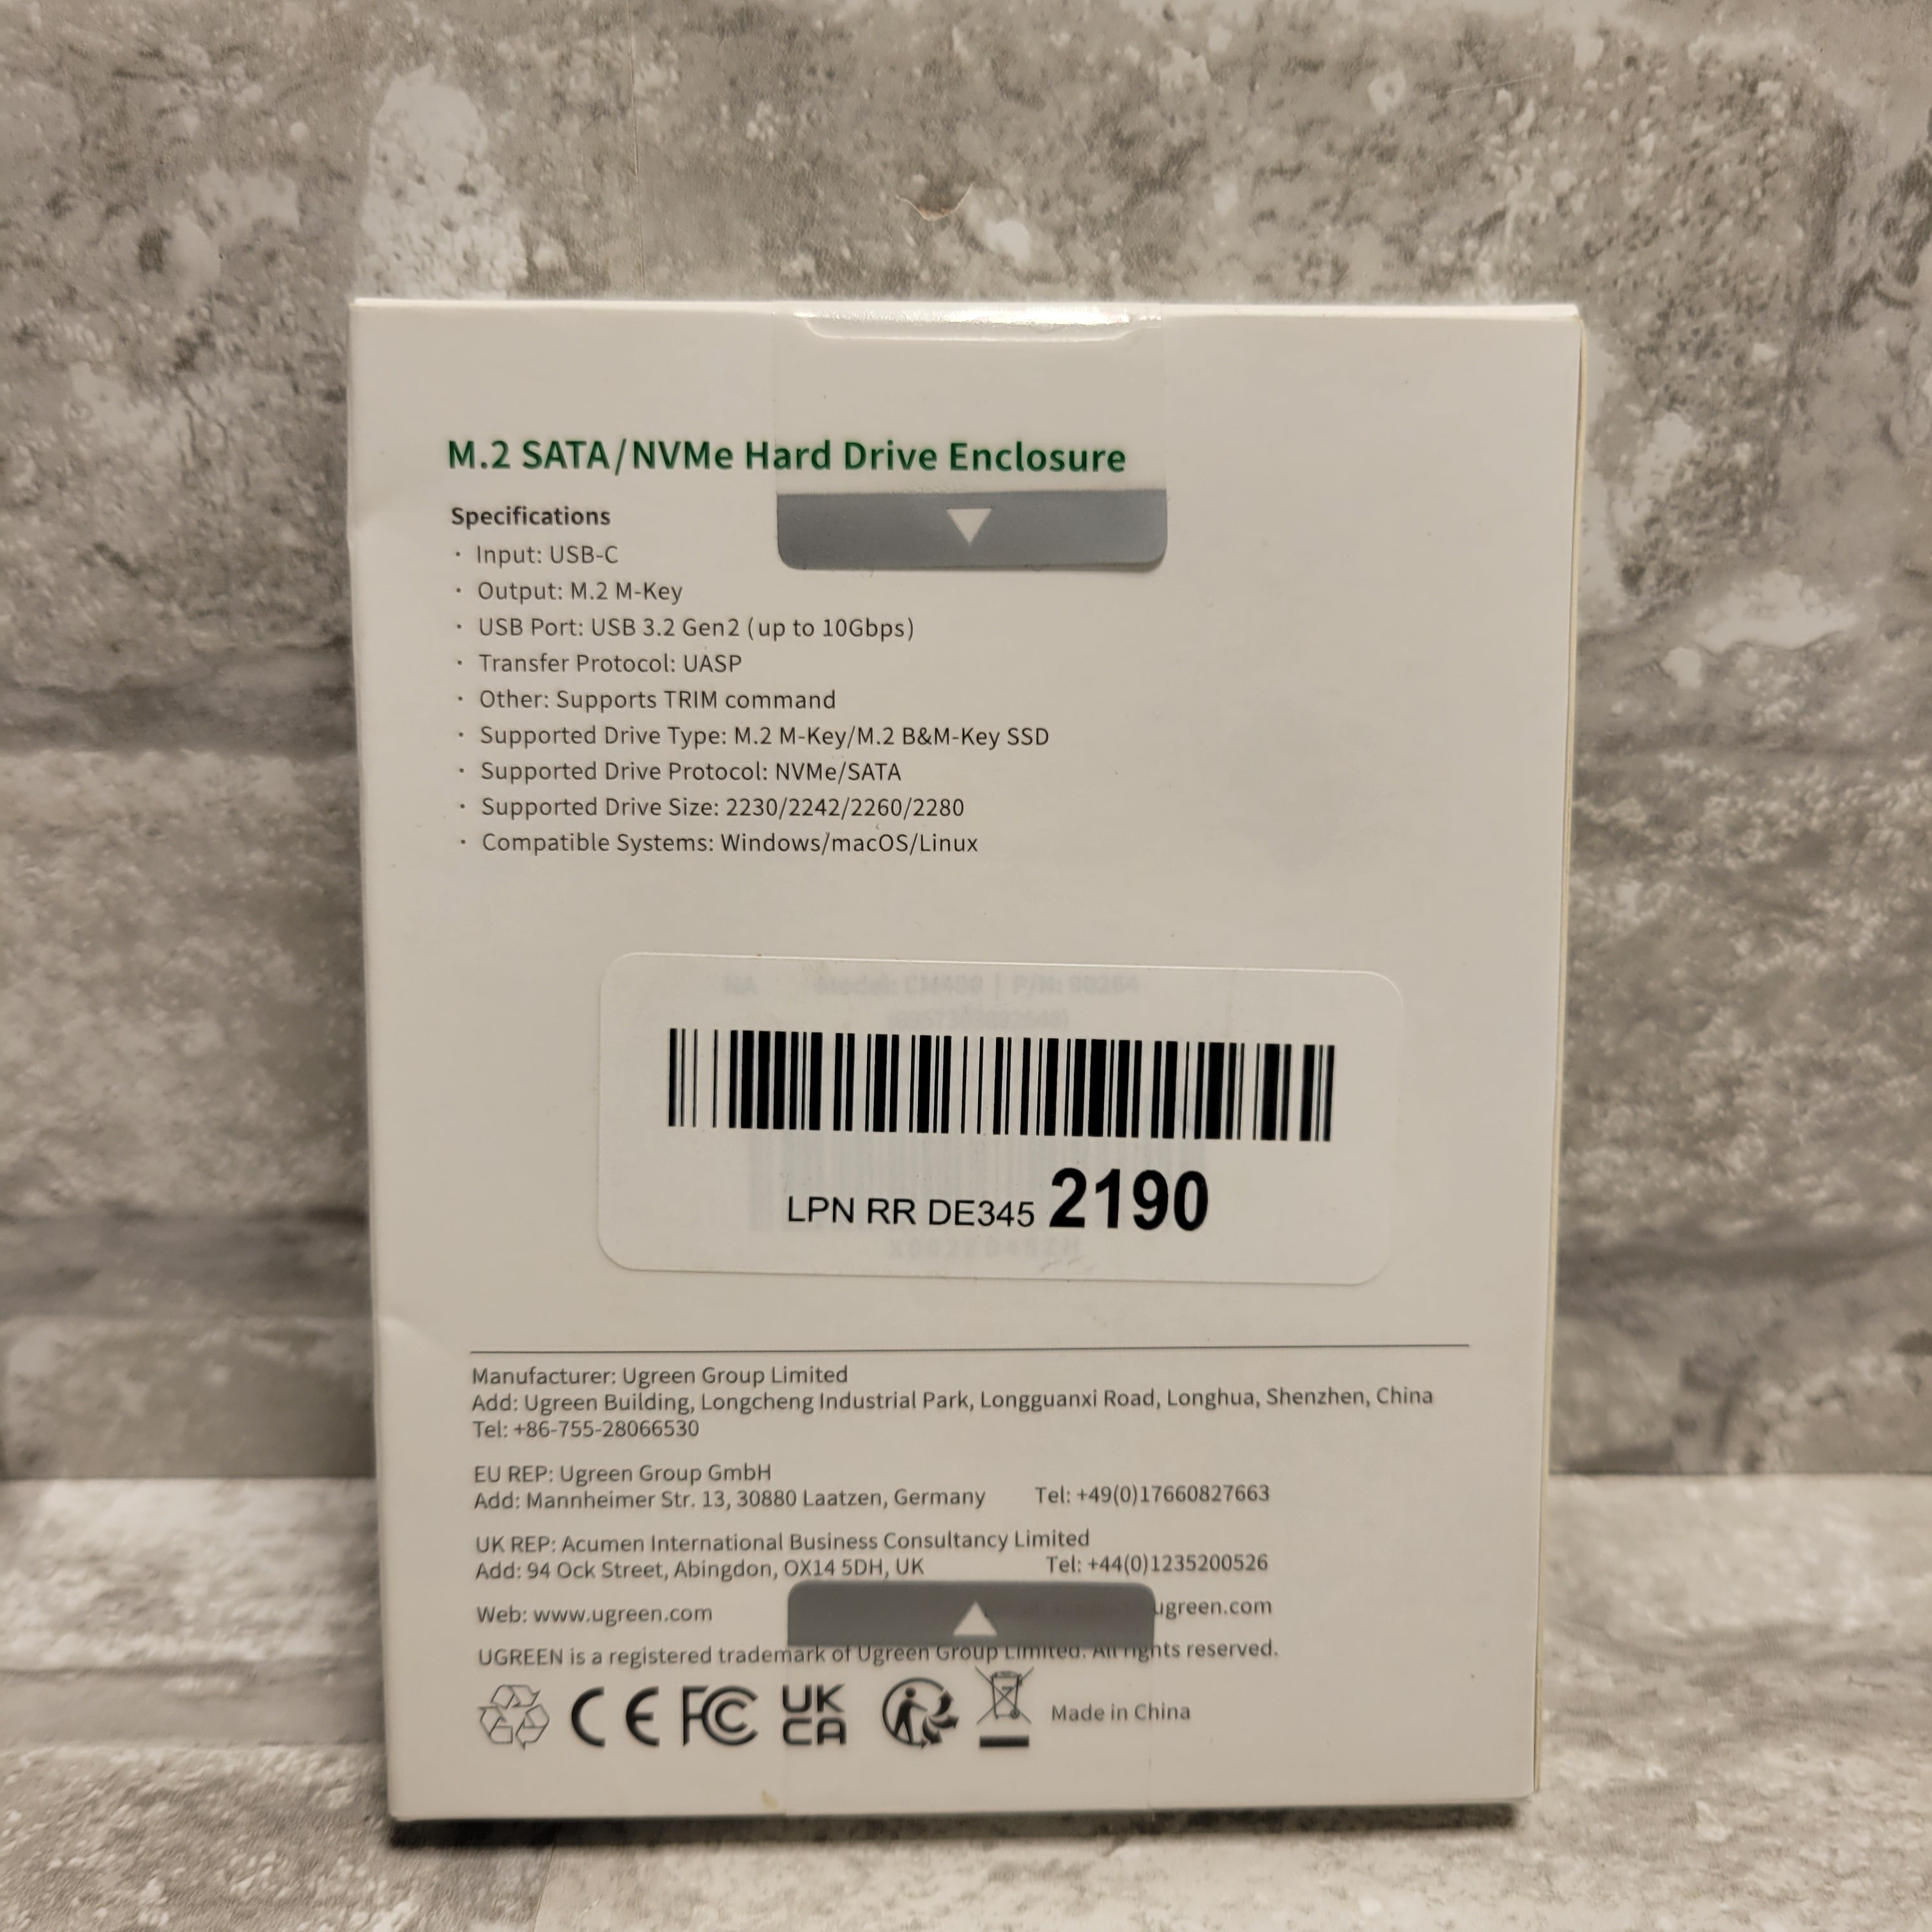 M.2 SATA/NVMe Hard Drive Enclosure
Specifications
· Input: USB-C
· Output: M.2 M-Key
· USB Port: USB 3.2 Gen2 (up to 10Gbps)
· Transfer Protocol: UASP
· Other: Supports TRIM command
· Supported Drive Type: M.2 M-Key/M.2 B&M-Key SSD
· Supported Drive Protocol: NVMe/SATA
· Supported Drive Size: 2230/2242/2260/2280
· Compatible Systems: Windows/macOS/Linux
NA Model: CM400 | P/N: 90264
LPN RR DE345 2190
Manufacturer: Ugreen Group Limited
Add: Ugreen Building, Longcheng Industrial Park, Longguanxi Road, Longhua, Shenzhen, China
Tel: +86-755-28066530
EU REP: Ugreen Group GmbH
Add: Mannheimer Str. 13, 30880 Laatzen, Germany Tel: +49(0)17660827663
UK REP: Acumen International Business Consultancy Limited
Add: 94 Ock Street, Abingdon, OX14 5DH, UK Tel: +44(0)1235200526
Web: www.ugreen.com ugreen.com
UGREEN is a registered trademark of Ugreen Group Limited. All rights reserved.
CE FC UK CA Made in China